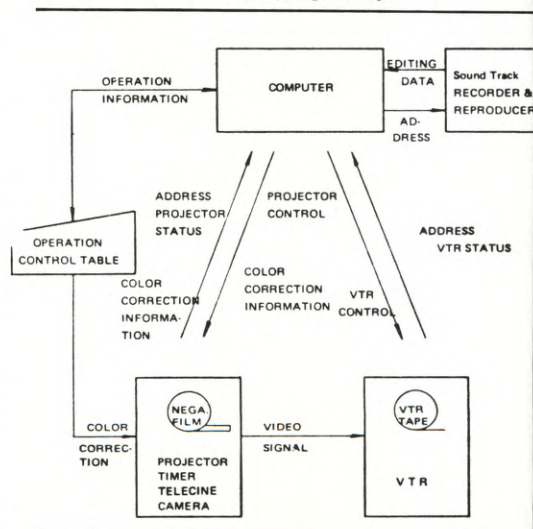 OPERATION
INFORMATION
COMPUTER
EDITING
DATA
AD-
DRESS
Sound Track
RECORDER &
REPRODUCER
ADDRESS
PROJECTOR
STATUS
PROJECTOR
CONTROL
ADDRESS
VTR STATUS
OPERATION
CONTROL TABLE
COLOR
CORRECTION
INFORMA-
TION
COLOR
CORRECTION
INFORMATION
VTR
CONTROL
COLOR
CORREC-
TION
NEGA.
FILM
PROJECTOR
TIMER
TELECINE
CAMERA
VIDEO
SIGNAL
VTR
TAPE
VTR